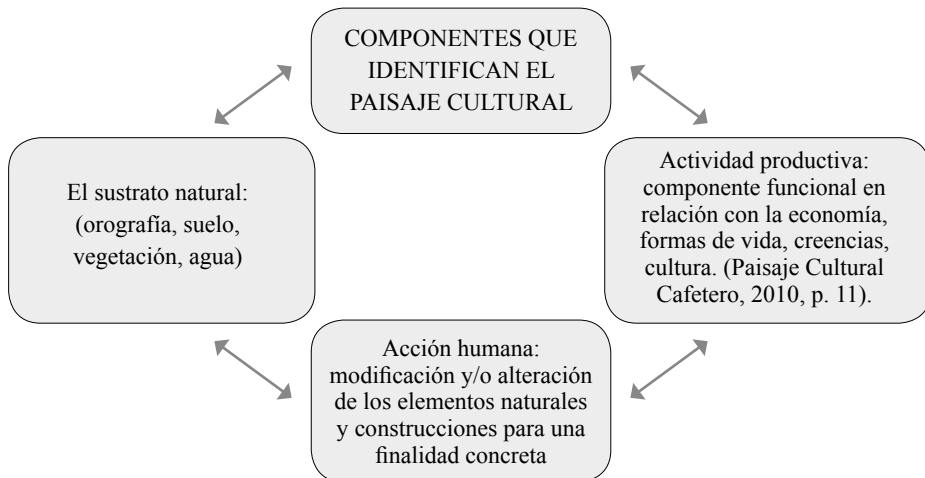 COMPONENTES QUE
IDENTIFICAN EL
PAISAJE CULTURAL
El sustrato natural:
(orografía, suelo,
vegetación, agua)
Actividad productiva:
componente funcional en
relación con la economía,
formas de vida, creencias,
cultura. (Paisaje Cultural
Cafetero, 2010, p. 11).
Acción humana:
modificación y/o alteración
de los elementos naturales
y construcciones para una
finalidad concreta